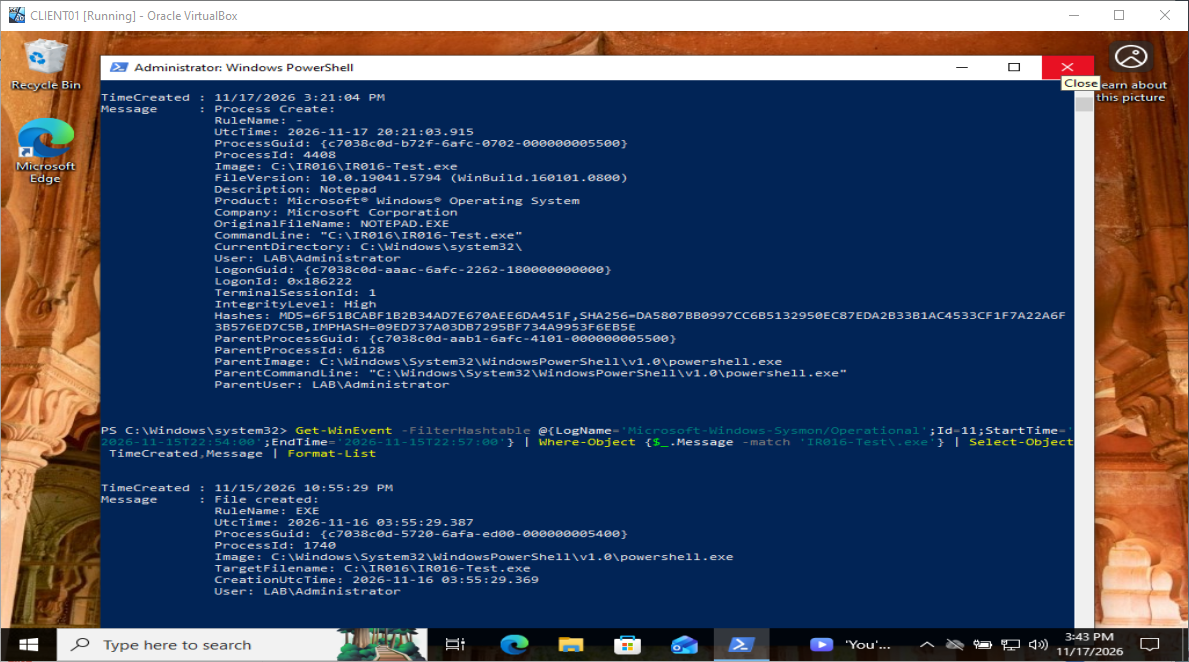 CLIENT01 [Running] - Oracle VirtualBox
Recycle Bin
Microsoft
Edge
Administrator: Windows PowerShell
Close
earn about
this picture
TimeCreated : 11/17/2026 3:21:04 PM
Message : Process Create:
RuleName: -
UtcTime: 2026-11-17 20:21:03.915
ProcessGuid: {c7038c0d-b72f-6afc-0702-000000005500}
ProcessId: 4408
Image: C:\IR016\IR016-Test.exe
FileVersion: 10.0.19041.5794 (WinBuild.160101.0800)
Description: Notepad
Product: Microsoft® Windows® Operating System
Company: Microsoft Corporation
OriginalFileName: NOTEPAD.EXE
CommandLine: "C:\IR016\IR016-Test.exe"
CurrentDirectory: C:\Windows\system32\
User: LAB\Administrator
LogonGuid: {c7038c0d-aaac-6afc-2262-180000000000}
LogonId: 0x186222
TerminalSessionId: 1
IntegrityLevel: High
Hashes: MD5=6F51BCABF1B2B34AD7E670AEE6DA451F,SHA256=DA5807BB0997CC6B5132950EC87EDA2B33B1AC4533CF1F7A22A6F
3B576ED7C5B,IMPHASH=09ED737A03DB7295BF734A9953F6EB5E
ParentProcessGuid: {c7038c0d-aab1-6afc-4101-000000005500}
ParentProcessId: 6128
ParentImage: C:\Windows\System32\WindowsPowerShell\v1.0\powershell.exe
ParentCommandLine: "C:\Windows\System32\WindowsPowerShell\v1.0\powershell.exe"
ParentUser: LAB\Administrator
PS C:\Windows\system32> Get-WinEvent -FilterHashtable @{LogName='Microsoft-Windows-Sysmon/Operational';Id=11;StartTime='
2026-11-15T22:54:00';EndTime='2026-11-15T22:57:00'} | Where-Object {$_.Message -match 'IR016-Test\.exe'} | Select-Object
TimeCreated,Message | Format-List
TimeCreated : 11/15/2026 10:55:29 PM
Message : File created:
RuleName: EXE
UtcTime: 2026-11-16 03:55:29.387
ProcessGuid: {c7038c0d-5720-6afa-ed00-000000005400}
ProcessId: 1740
Image: C:\Windows\System32\WindowsPowerShell\v1.0\powershell.exe
TargetFilename: C:\IR016\IR016-Test.exe
CreationUtcTime: 2026-11-16 03:55:29.369
User: LAB\Administrator
Type here to search
'You'...
3:43 PM
11/17/2026